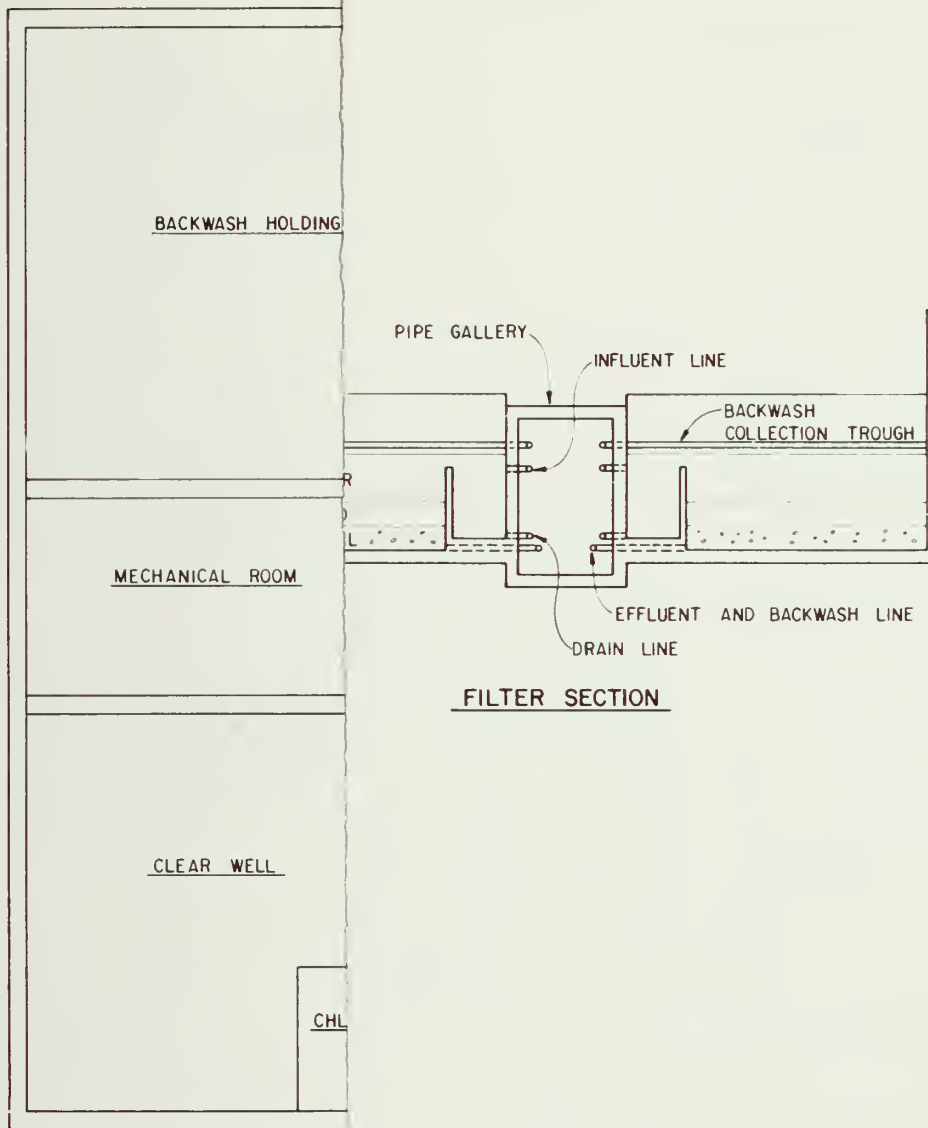 BACKWASH HOLDING
PIPE GALLERY
INFLUENT LINE
BACKWASH
COLLECTION TROUGH
R
L
MECHANICAL ROOM
EFFLUENT AND BACKWASH LINE
DRAIN LINE
FILTER SECTION
CLEAR WELL
CHL